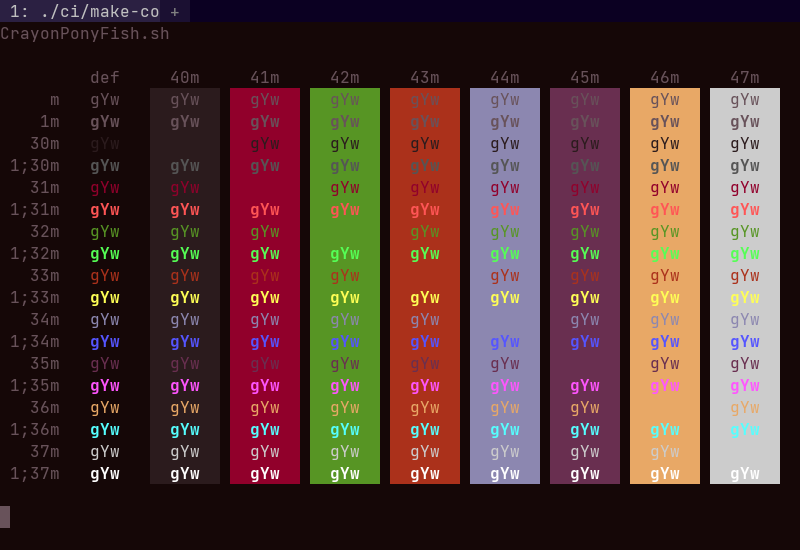 1: ./ci/make-co +
CrayonPonyFish.sh
def 40m 41m 42m 43m 44m 45m 46m 47m
m gYw gYw gYw gYw gYw gYw gYw gYw gYw
1m gYw gYw gYw gYw gYw gYw gYw gYw gYw
30m gYw gYw gYw gYw gYw gYw gYw gYw
1;30m gYw gYw gYw gYw gYw gYw gYw gYw gYw
31m gYw gYw gYw gYw gYw gYw gYw gYw
1;31m gYw gYw gYw gYw gYw gYw gYw gYw gYw
32m gYw gYw gYw gYw gYw gYw gYw gYw
1;32m gYw gYw gYw gYw gYw gYw gYw gYw gYw
33m gYw gYw gYw gYw gYw gYw gYw gYw
1;33m gYw gYw gYw gYw gYw gYw gYw gYw gYw
34m gYw gYw gYw gYw gYw gYw gYw gYw
1;34m gYw gYw gYw gYw gYw gYw gYw gYw gYw
35m gYw gYw gYw gYw gYw gYw gYw gYw
1;35m gYw gYw gYw gYw gYw gYw gYw gYw gYw
36m gYw gYw gYw gYw gYw gYw gYw gYw
1;36m gYw gYw gYw gYw gYw gYw gYw gYw gYw
37m gYw gYw gYw gYw gYw gYw gYw gYw
1;37m gYw gYw gYw gYw gYw gYw gYw gYw gYw